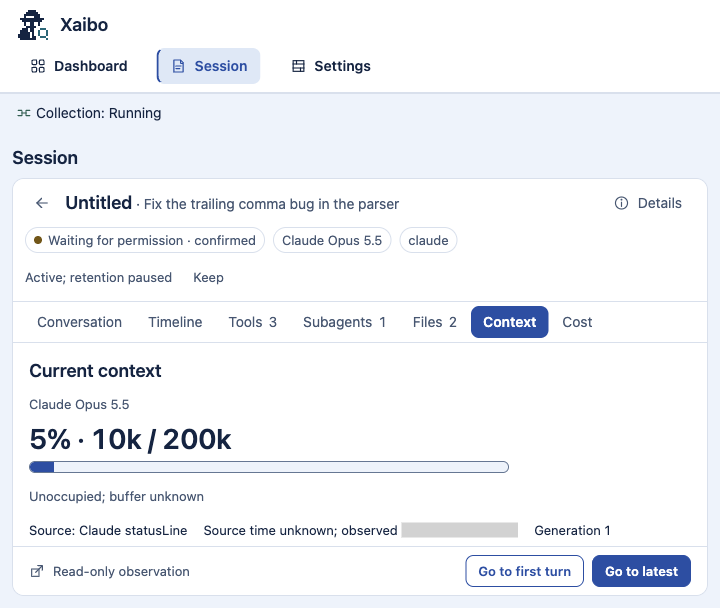 Xaibo
Dashboard Session Settings
Collection: Running
Session
Untitled · Fix the trailing comma bug in the parser Details
Waiting for permission · confirmed Claude Opus 5.5 claude
Active; retention paused Keep
Conversation Timeline Tools 3 Subagents 1 Files 2 Context Cost
Current context
Claude Opus 5.5
5% · 10k / 200k
Unoccupied; buffer unknown
Source: Claude statusLine Source time unknown; observed Generation 1
Read-only observation Go to first turn Go to latest